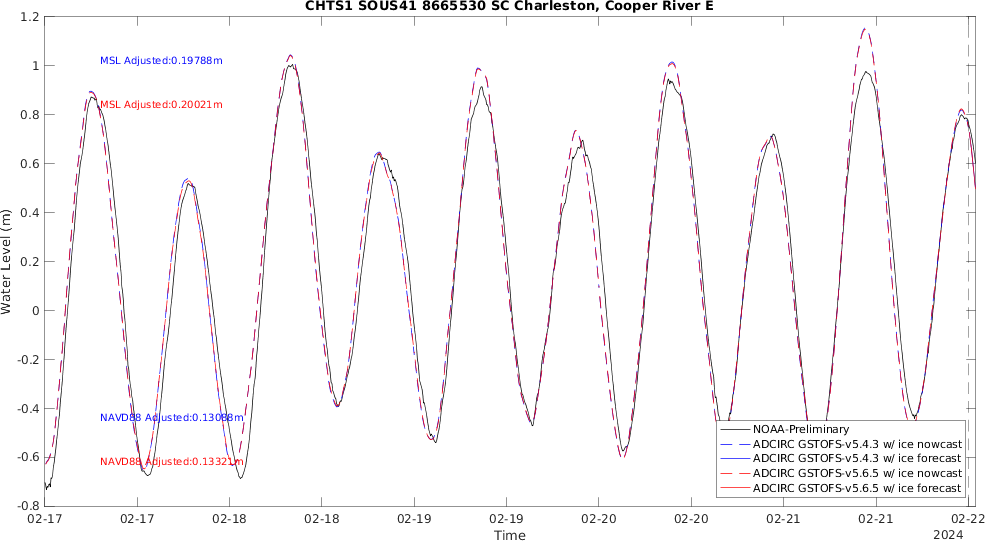 CHTS1 SOUS41 8665530 SC Charleston, Cooper River E
1.2
1
0.8
0.6
0.4
0.2
0
-0.2
-0.4
-0.6
-0.8
Water Level (m)
MSL Adjusted:0.19788m
MSL Adjusted:0.20021m
NAVD88 Adjusted:0.13088m
NAVD88 Adjusted:0.13321m
NOAA-Preliminary
ADCIRC GSTOFS-v5.4.3 w/ ice nowcast
ADCIRC GSTOFS-v5.4.3 w/ ice forecast
ADCIRC GSTOFS-v5.6.5 w/ ice nowcast
ADCIRC GSTOFS-v5.6.5 w/ ice forecast
02-17 02-17 02-18 02-18 02-19 02-19 02-20 02-20 02-21 02-21 02-22
Time
2024